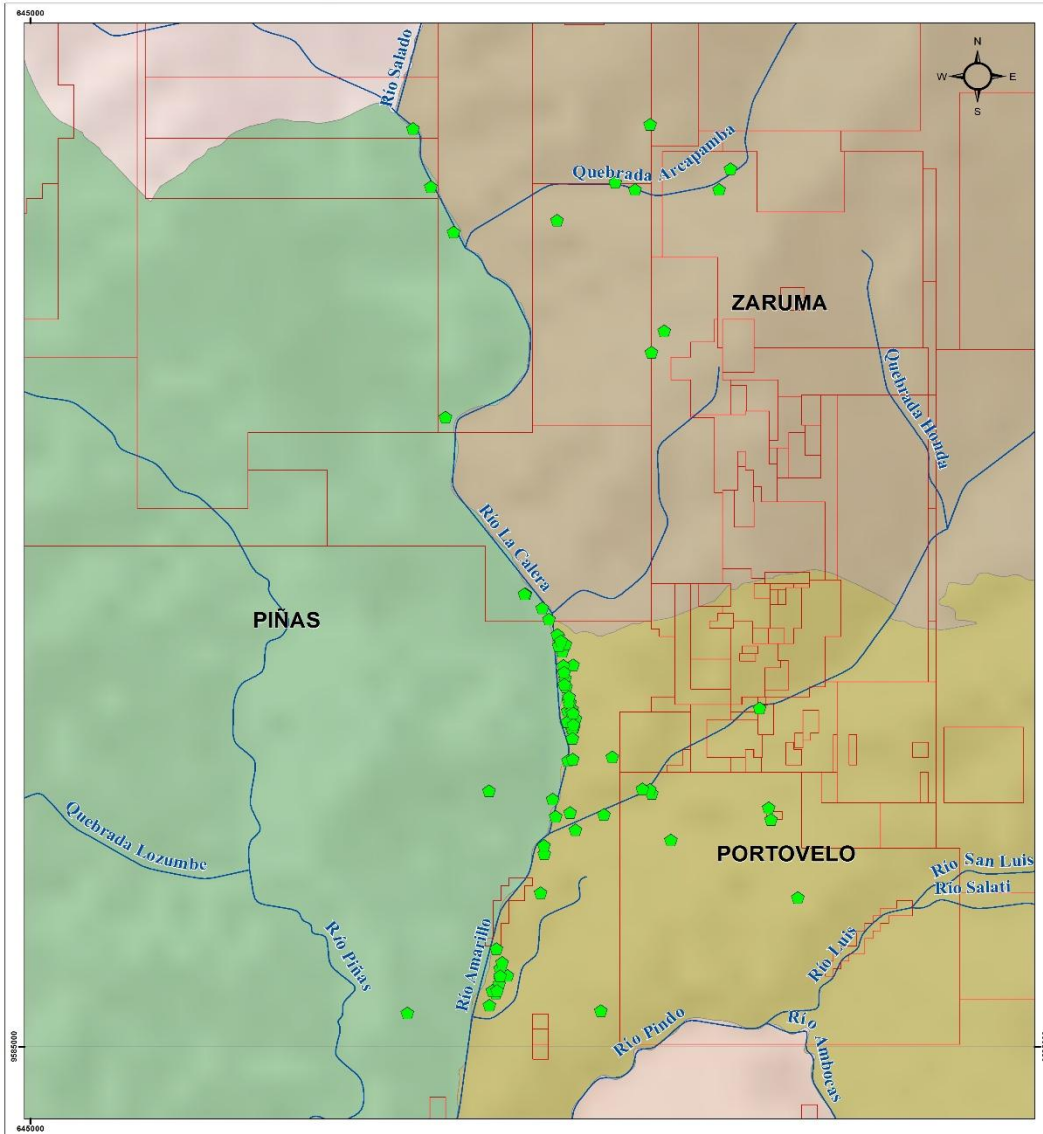 645000
N
W E
S
Río Salado
Quebrada Arcapamba
ZARUMA
Quebrada Honda
Río La Calera
PIÑAS
Quebrada Lozumbe
PORTOVELO
Río San Luis
Río Salati
Río Luis
Río Piñas
Río Amarillo
Río Pindo
Río Ambocas
9585000
645000